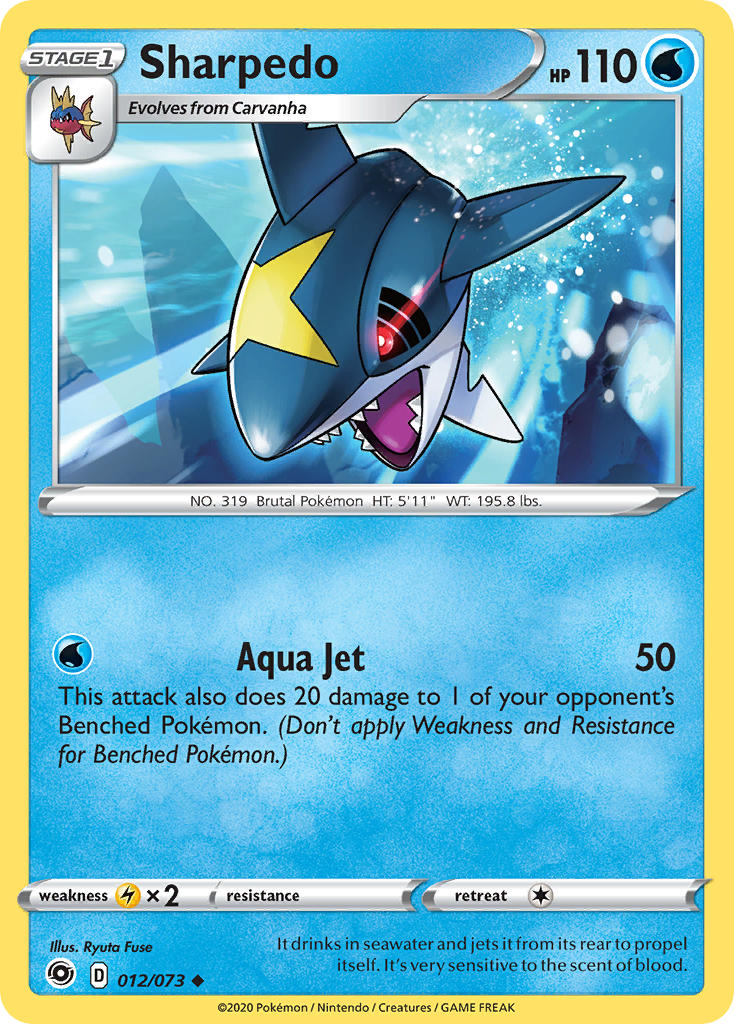 STAGE1
Sharpedo
HP 110
Evolves from Carvanha
NO. 319 Brutal Pokémon HT: 5'11" WT: 195.8 lbs.
Aqua Jet 50
This attack also does 20 damage to 1 of your opponent's
Benched Pokémon. (Don't apply Weakness and Resistance
for Benched Pokémon.)
weakness ×2 resistance retreat
Illus. Ryuta Fuse
It drinks in seawater and jets it from its rear to propel
itself. It's very sensitive to the scent of blood.
D 012/073
©2020 Pokémon / Nintendo / Creatures / GAME FREAK